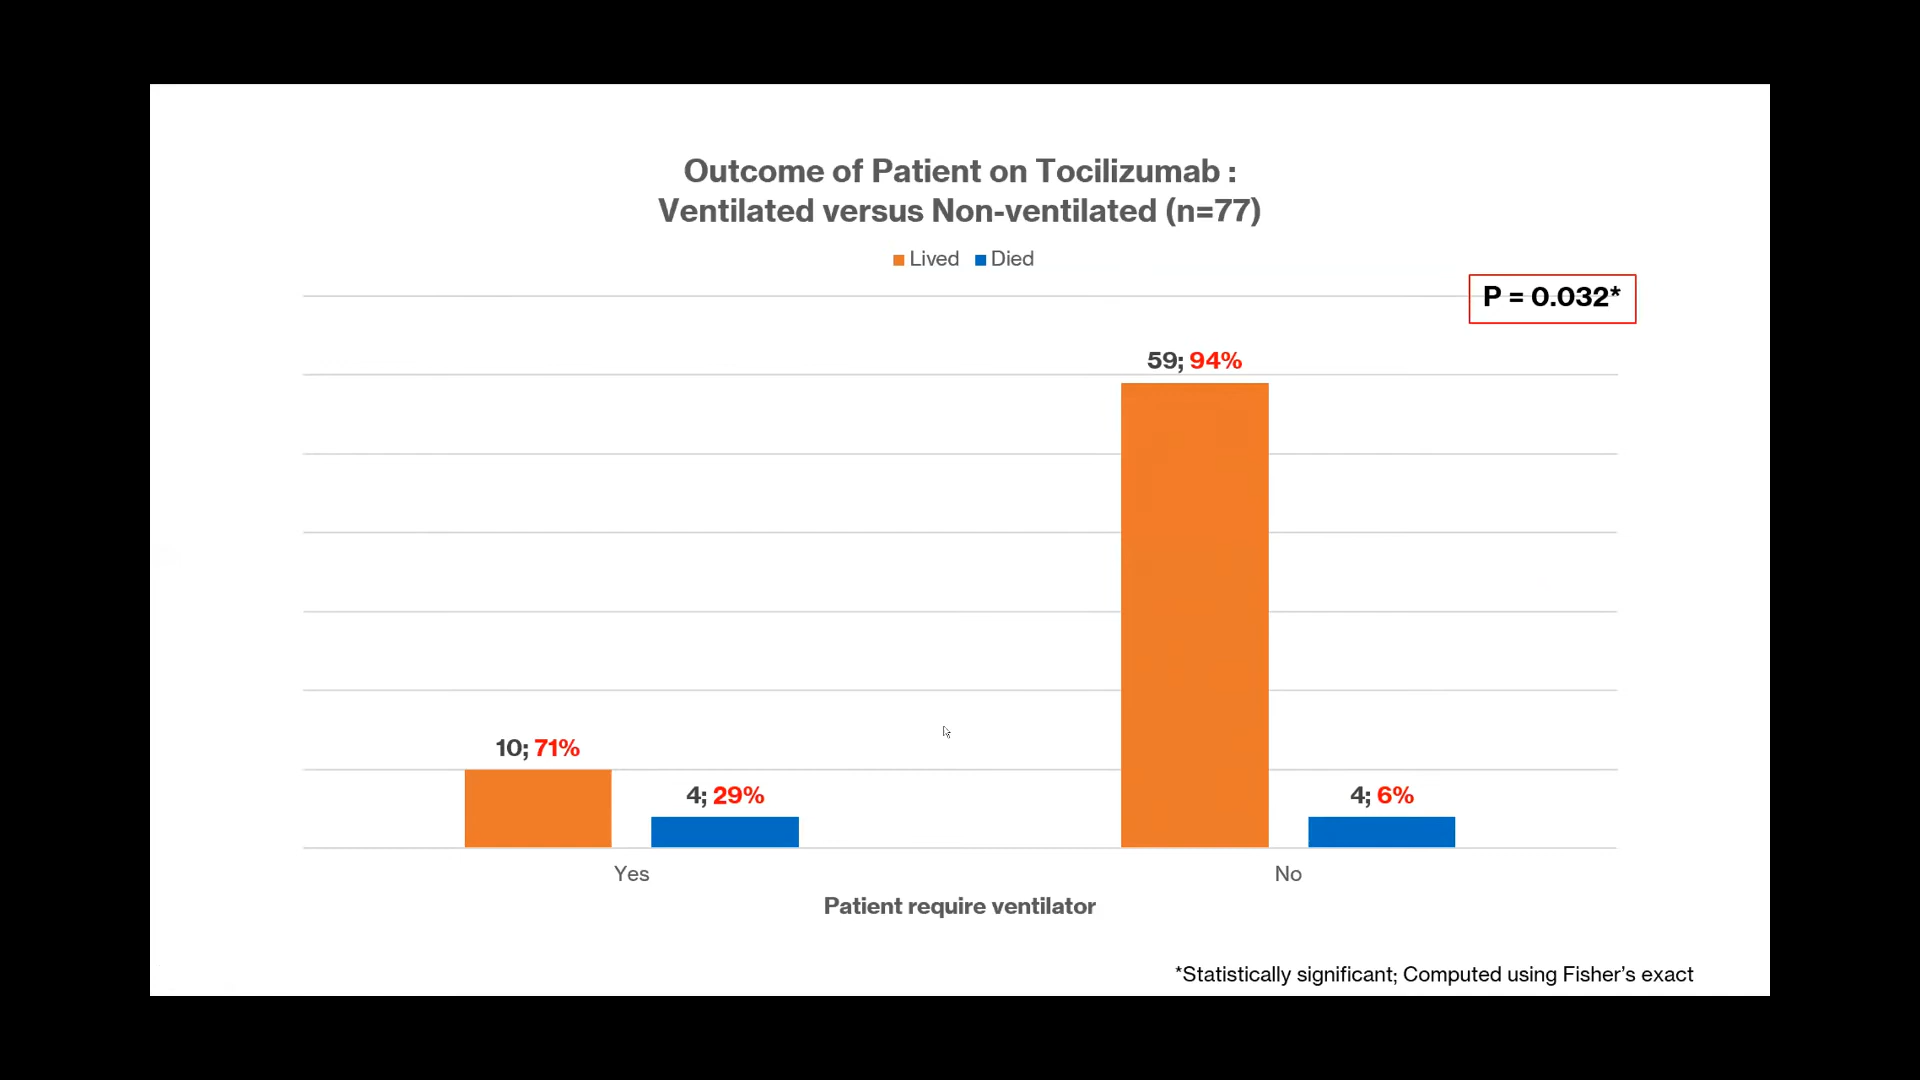 Outcome of Patient on Tocilizumab :
Ventilated versus Non-ventilated (n=77)
Lived Died
P = 0.032*
59; 94%
10; 71%
4; 29%
4; 6%
Yes
No
Patient require ventilator
*Statistically significant; Computed using Fisher’s exact